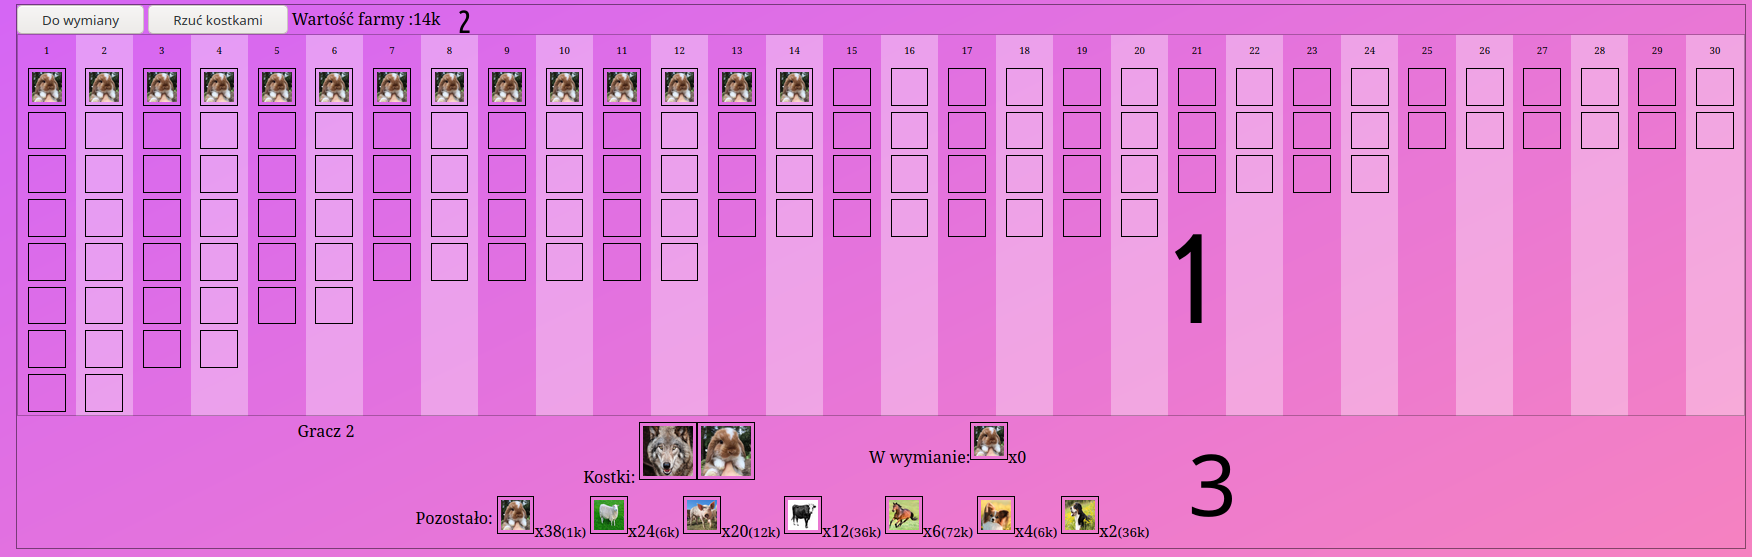 Do wymiany Rzuć kostkami Wartość farmy :14k 2
1 2 3 4 5 6 7 8 9 10 11 12 13 14 15 16 17 18 19 20 21 22 23 24 25 26 27 28 29 30
1
Gracz 2
Kostki: W wymianie: x0
3
Pozostało: x38(1k) x24(6k) x20(12k) x12(36k) x6(72k) x4(6k) x2(36k)